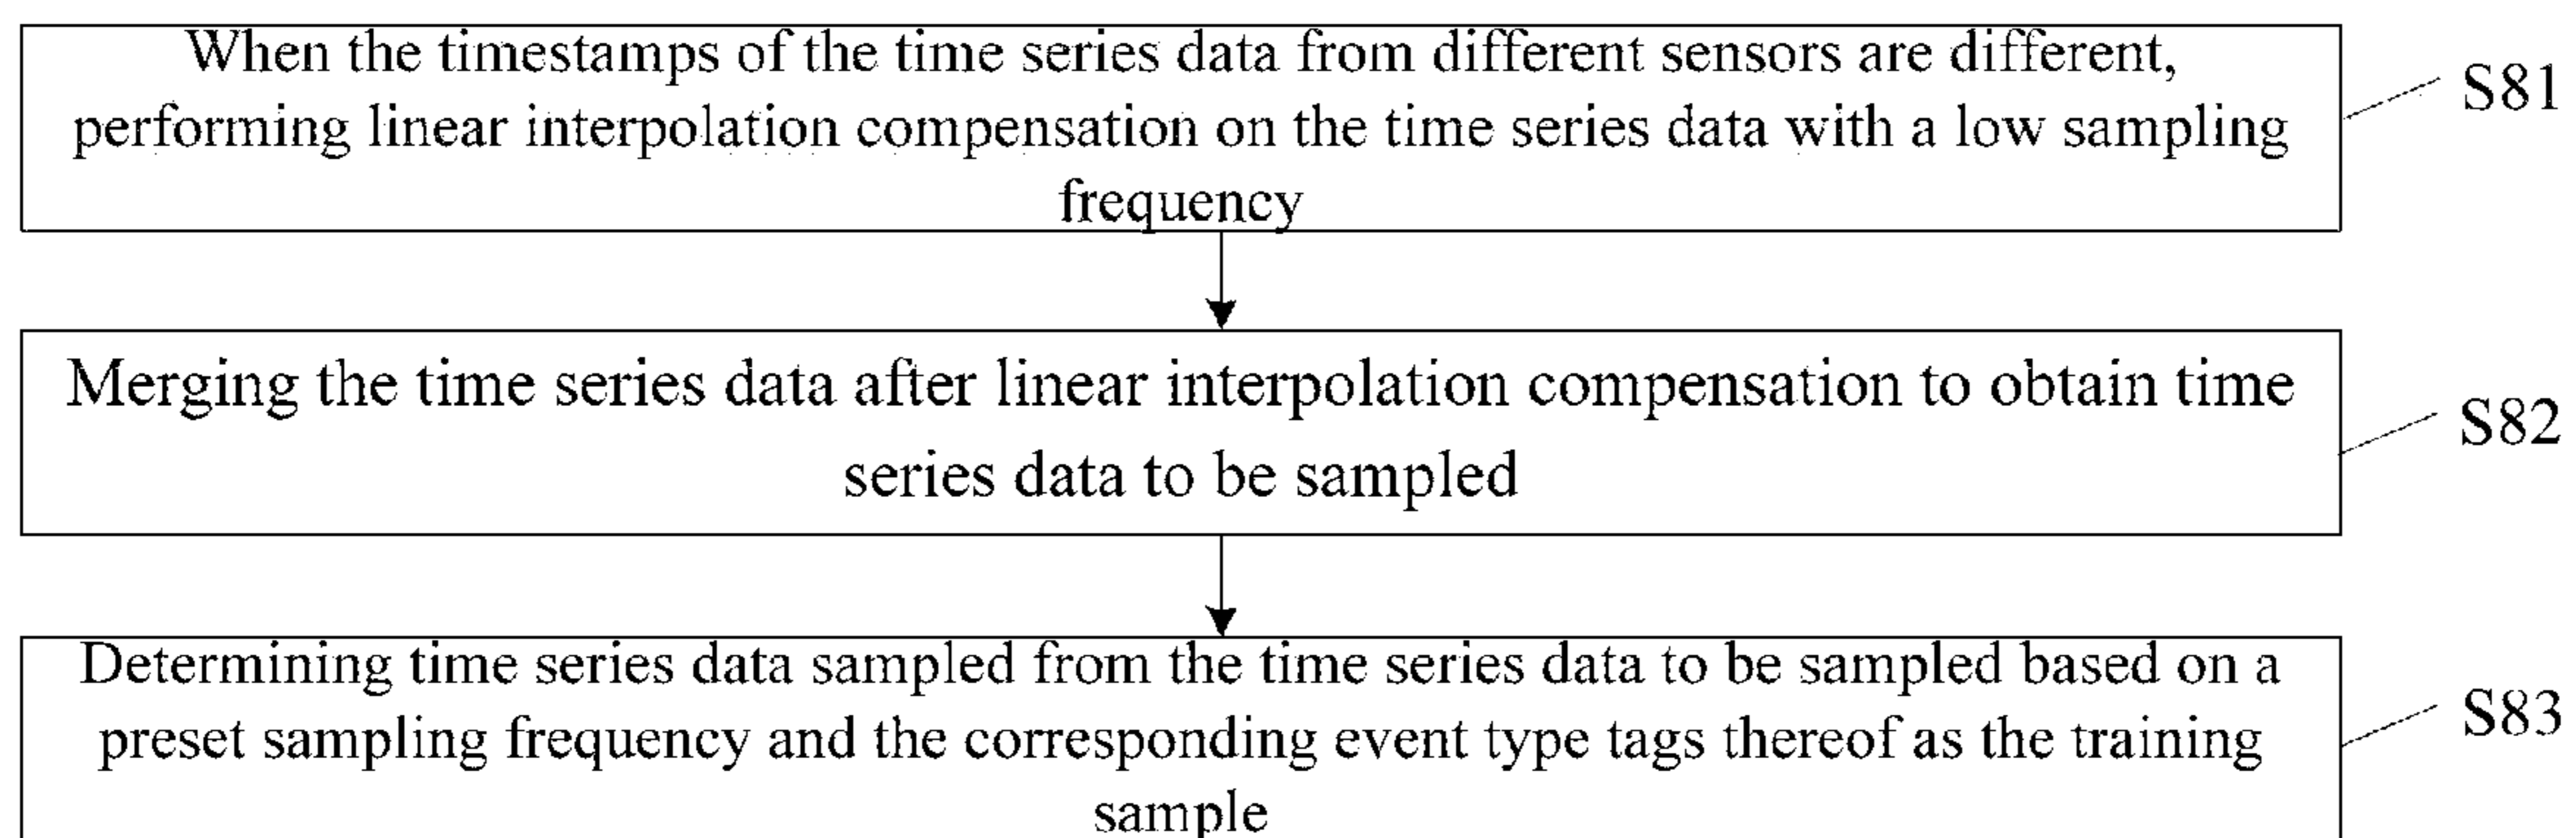 When the timestamps of the time series data from different sensors are different,
performing linear interpolation compensation on the time series data with a low sampling
frequency
S81
Merging the time series data after linear interpolation compensation to obtain time
series data to be sampled
S82
Determining time series data sampled from the time series data to be sampled based on a
preset sampling frequency and the corresponding event type tags thereof as the training
sample
S83